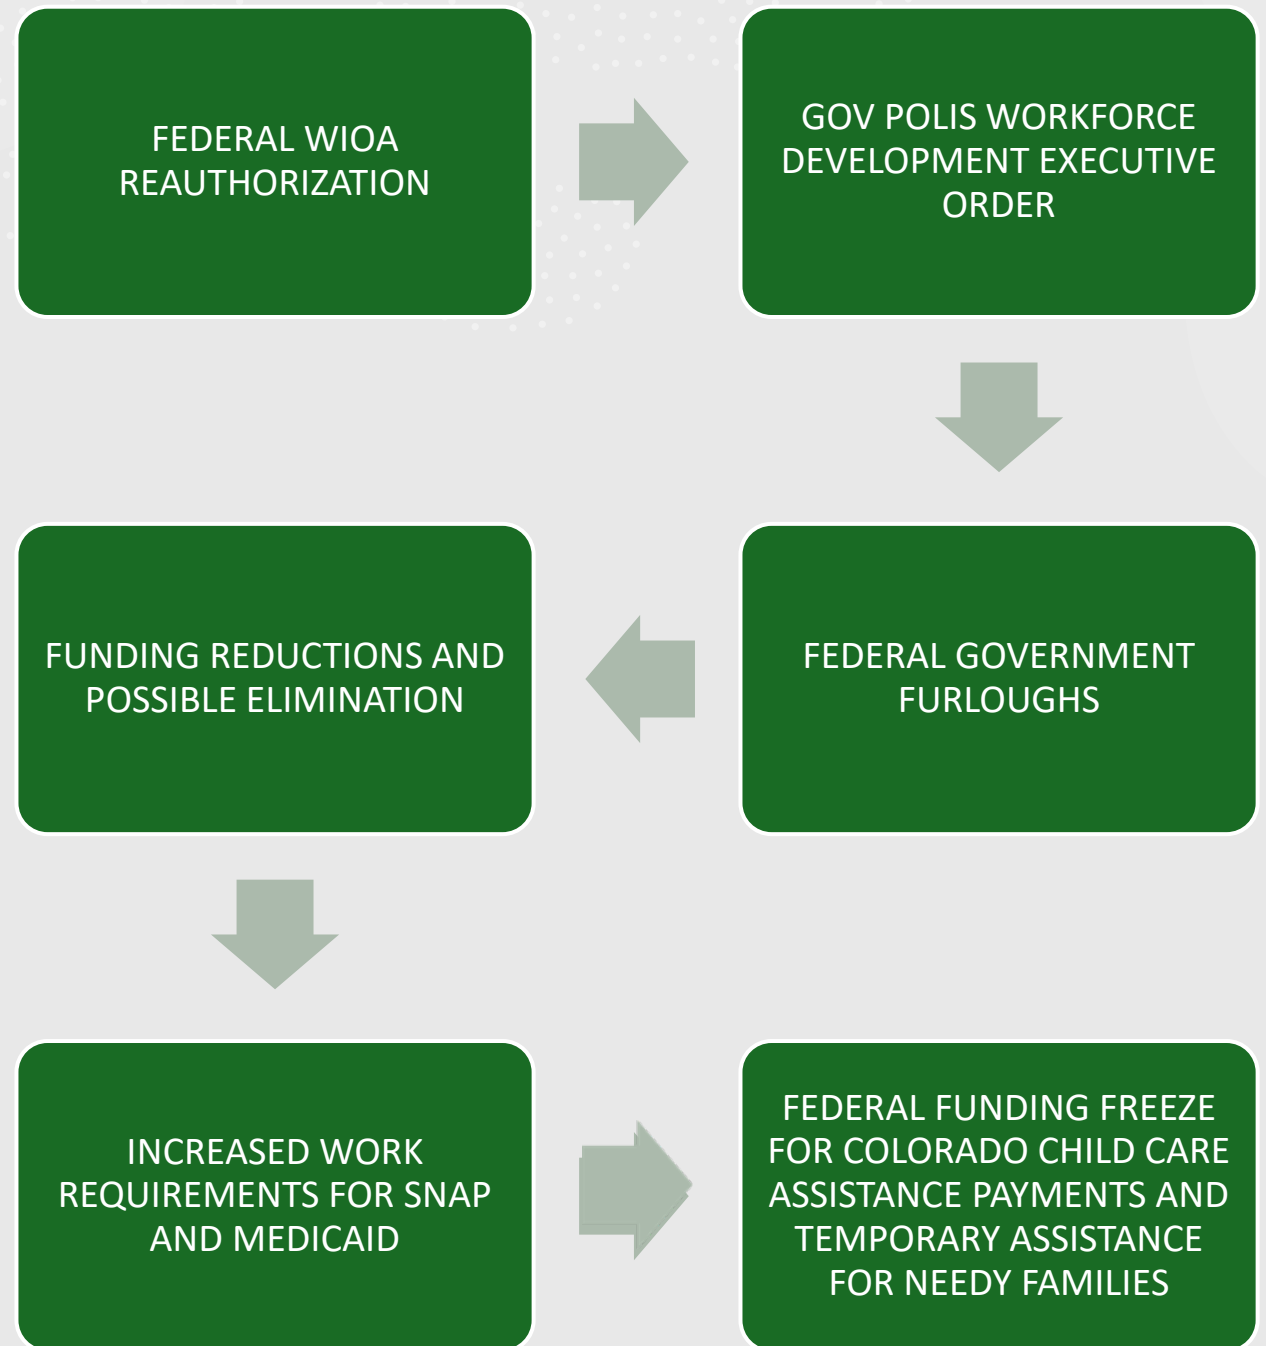 FEDERAL WIOA
REAUTHORIZATION
GOV POLIS WORKFORCE
DEVELOPMENT EXECUTIVE
ORDER
FEDERAL GOVERNMENT
FURLOUGHS
FUNDING REDUCTIONS AND
POSSIBLE ELIMINATION
INCREASED WORK
REQUIREMENTS FOR SNAP
AND MEDICAID
FEDERAL FUNDING FREEZE
FOR COLORADO CHILD CARE
ASSISTANCE PAYMENTS AND
TEMPORARY ASSISTANCE
FOR NEEDY FAMILIES